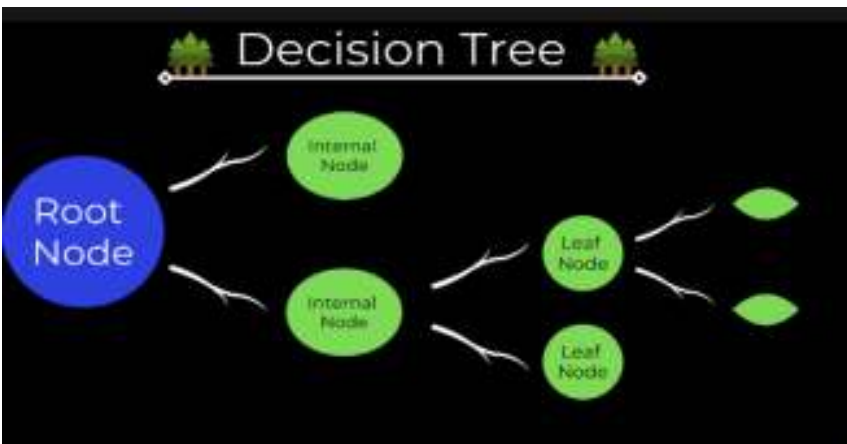 Decision Tree
Internal
Node
Root
Node
Leaf
Node
Internal
Node
Leaf
Node